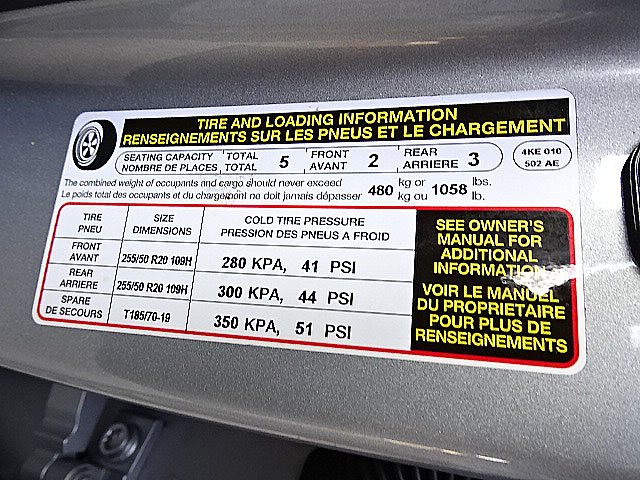 TIRE AND LOADING INFORMATION
RENSEIGNEMENTS SUR LES PNEUS ET LE CHARGEMENT
SEATING CAPACITY TOTAL 5 FRONT 2 REAR 3
NOMBRE DE PLACES TOTAL AVANT ARRIERE
4KE 010
502 AE
The combined weight of occupants and cargo should never exceed 480 kg or 1058 lbs.
Le poids total des occupants et du chargement ne doit jamais dépasser kg ou lb.
TIRE SIZE COLD TIRE PRESSURE
PNEU DIMENSIONS PRESSION DES PNEUS A FROID
FRONT
AVANT 255/50 R20 109H 280 KPA, 41 PSI
REAR
ARRIERE 255/50 R20 109H 300 KPA, 44 PSI
SPARE
DE SECOURS T185/70-19 350 KPA, 51 PSI
SEE OWNER'S
MANUAL FOR
ADDITIONAL
INFORMATION
VOIR LE MANUEL
DU PROPRIETAIRE
POUR PLUS DE
RENSEIGNEMENTS